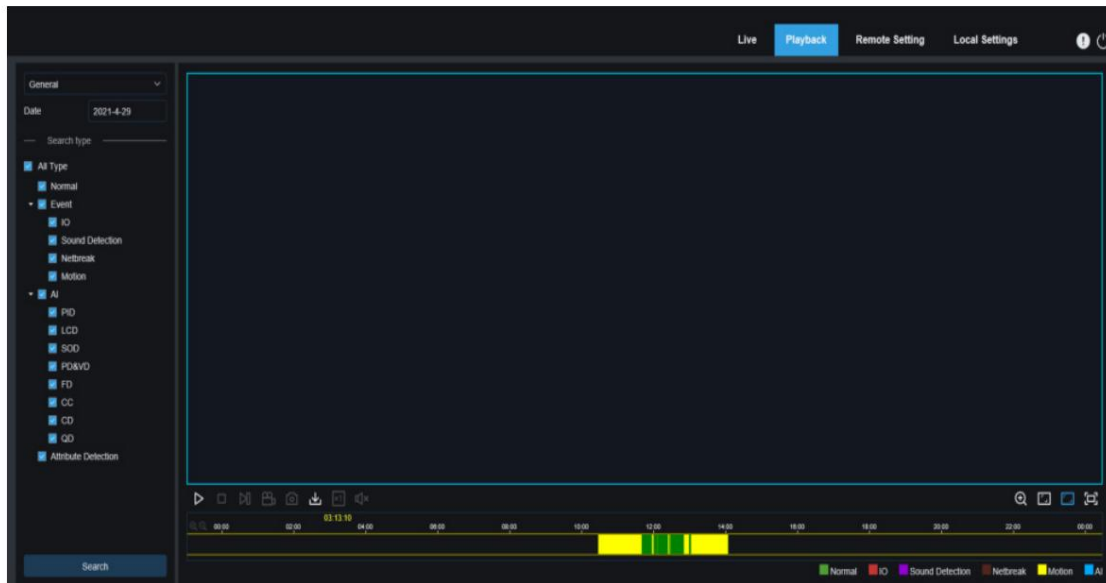 Live Playback Remote Setting Local Settings
General
Date 2021-4-29
Search type
All Type
Normal
Event
IO
Sound Detection
Netbreak
Motion
AI
PID
LCD
SOD
PD&VD
FD
CC
CD
QD
Attribute Detection
Search
03:13:10
00:00 02:00 04:00 06:00 08:00 10:00 12:00 14:00 16:00 18:00 20:00 22:00 00:00
Normal IO Sound Detection Netbreak Motion AI